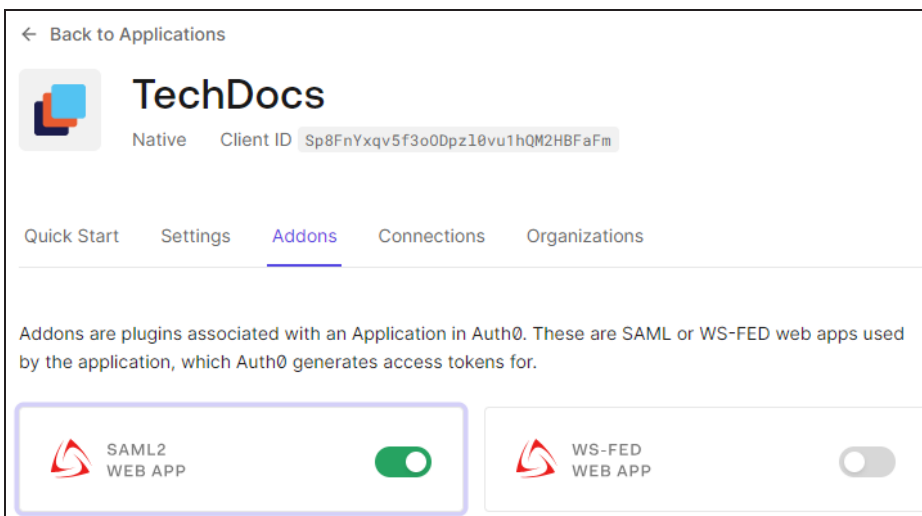 ← Back to Applications
TechDocs
Native Client ID Sp8FnYxqv5f3oODpzl0vu1hQM2HBFaFm
Quick Start Settings Addons Connections Organizations
Addons are plugins associated with an Application in Auth0. These are SAML or WS-FED web apps used
by the application, which Auth0 generates access tokens for.
SAML2
WEB APP
WS-FED
WEB APP